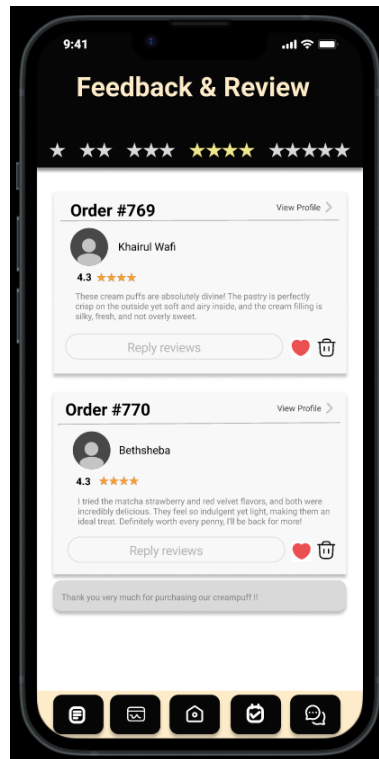 9:41
Feedback & Review
Order #769
View Profile
Khairul Wafi
4.3
These cream puffs are absolutely divine! The pastry is perfectly
crisp on the outside yet soft and airy inside, and the cream filling is
silky, fresh, and not overly sweet.
Reply reviews
Order #770
View Profile
Bethsheba
4.3
I tried the matcha strawberry and red velvet flavors, and both were
incredibly delicious. They feel so indulgent yet light, making them an
ideal treat. Definitely worth every penny, I'll be back for more!
Reply reviews
Thank you very much for purchasing our creampuff !!